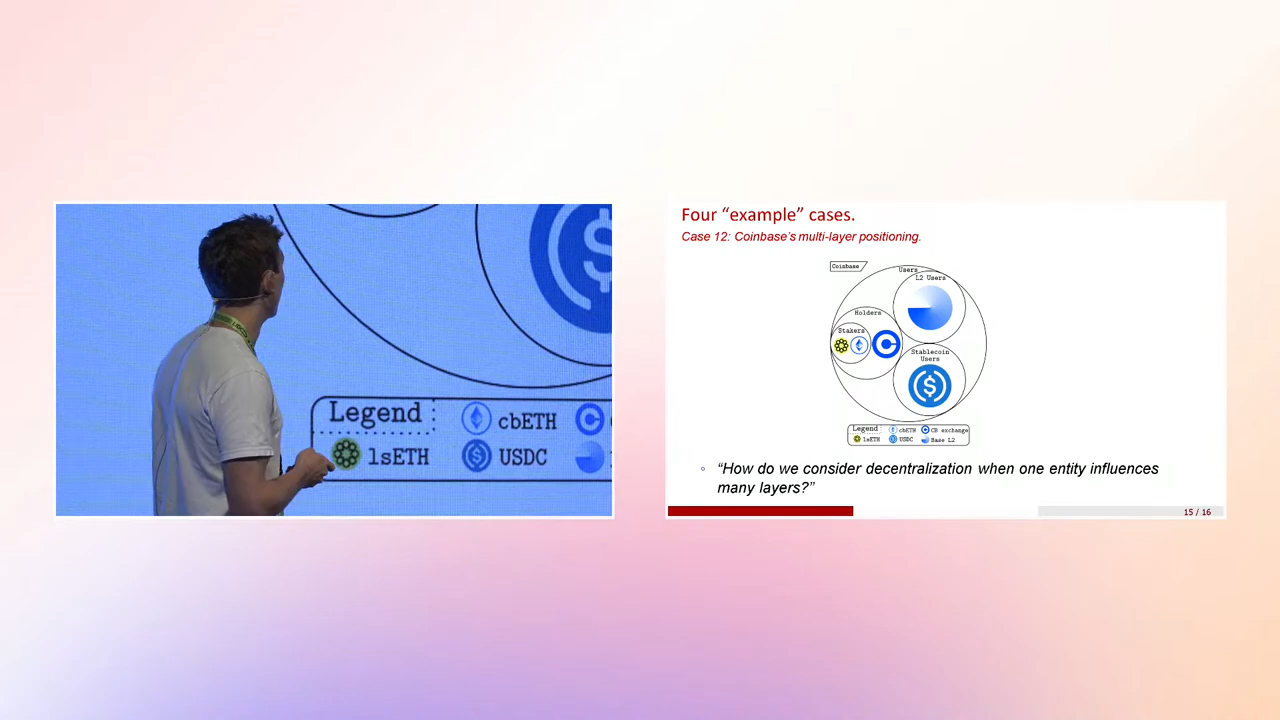 Legend
cbETH
lsETH
USDC
Four “example” cases.
Case 12: Coinbase’s multi-layer positioning.
Coinbase
Users
L2 Users
Holders
Stakers
Stablecoin
Users
Legend
cbETH
CB exchange
lsETH
USDC
Base L2
◦ “How do we consider decentralization when one entity influences
many layers?”
15 / 16